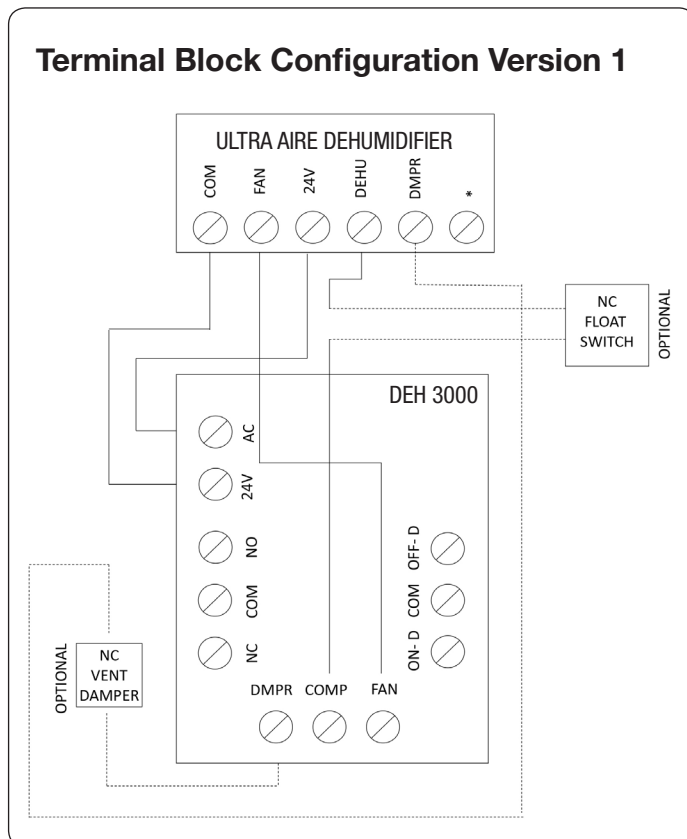 Terminal Block Configuration Version 1
ULTRA AIRE DEHUMIDIFIER
COM FAN 24V DEHU DMPR *
NC
FLOAT
SWITCH
OPTIONAL
DEH 3000
AC
24V
NO
COM
NC
OFF- D
COM
ON- D
OPTIONAL
NC
VENT
DAMPER
DMPR COMP FAN